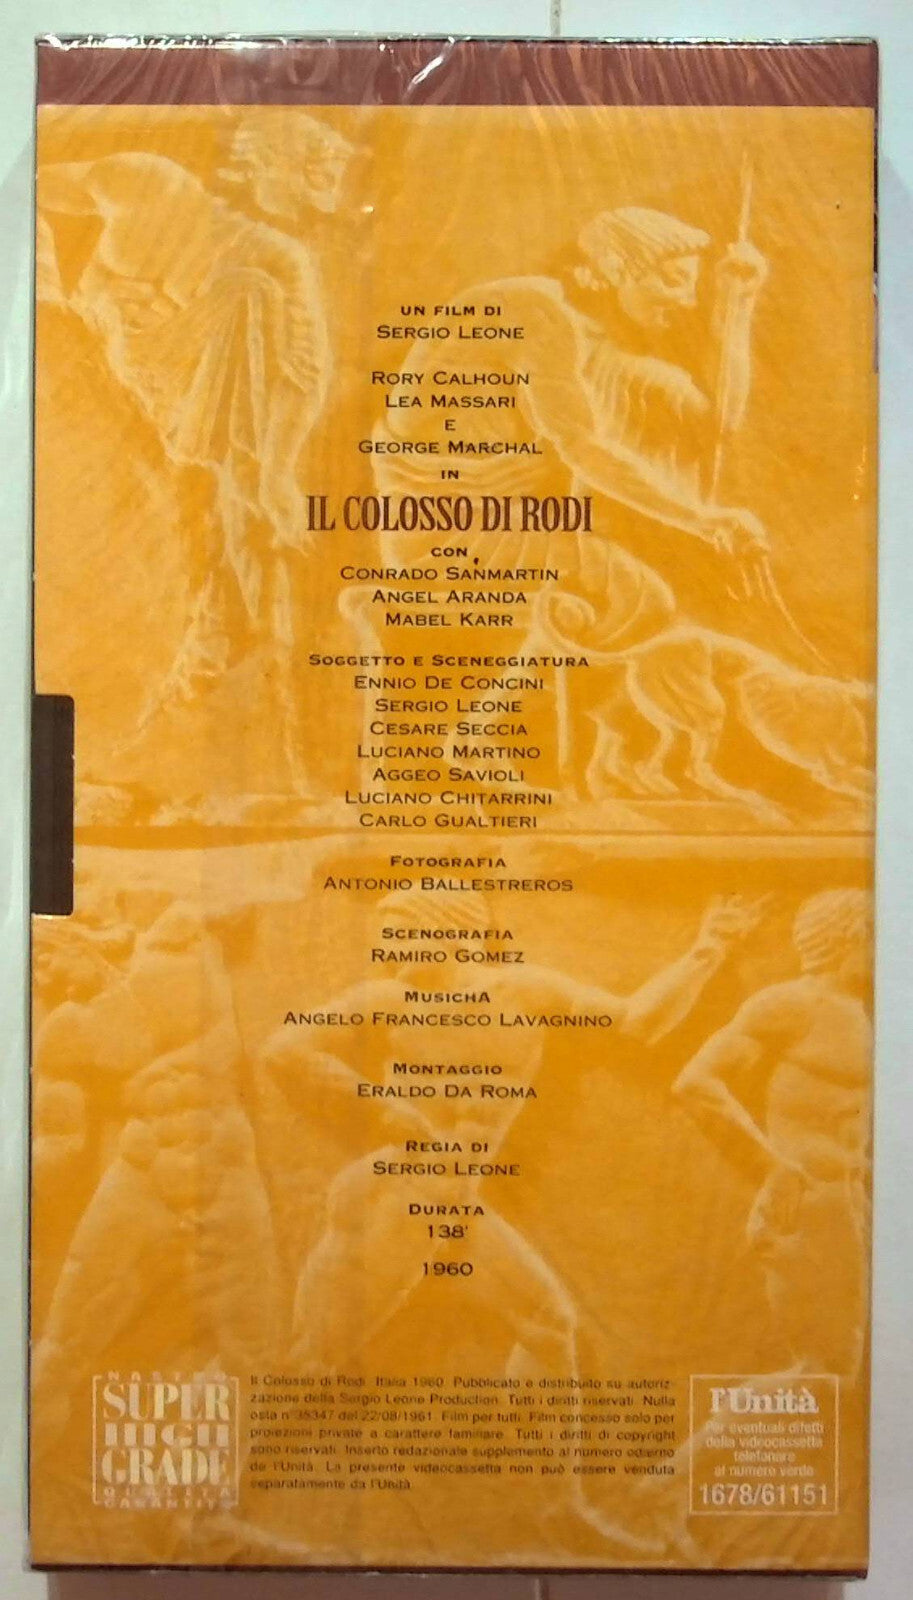 UN FILM DI
SERGIO LEONE
RORY CALHOUN
LEA MASSARI
E
GEORGE MARCHAL
IN
IL COLOSSO DI RODI
CON
CONRADO SANMARTIN
ANGEL ARANDA
MABEL KARR
SOGGETTO E SCENEGGIATURA
ENNIO DE CONCINI
SERGIO LEONE
CESARE SECCIA
LUCIANO MARTINO
AGGEO SAVIOLI
LUCIANO CHITARRINI
CARLO GUALTIERI
FOTOGRAFIA
ANTONIO BALLESTREROS
SCENOGRAFIA
RAMIRO GOMEZ
MUSICHA
ANGELO FRANCESCO LAVAGNINO
MONTAGGIO
ERALDO DA ROMA
REGIA DI
SERGIO LEONE
DURATA
138'
1960
NASTRO
SUPER
HIGH
GRADE
QUALITÀ
GARANTITA
Il Colosso di Rodi. Italia 1960. Pubblicato e distribuito su autoriz-
zazione della Sergio Leone Production. Tutti i diritti riservati. Nulla
osta n°35347 del 22/08/1961. Film per tutti. Film concesso solo per
proiezioni private a carattere familiare. Tutti i diritti di copyright
sono riservati. Inserto redazionale supplemento al numero odierno
de l'Unità. La presente videocassetta non può essere venduta
separatamente da l'Unità.
l'Unità
Per eventuali difetti
della videocassetta
telefonare
al numero verde
1678/61151